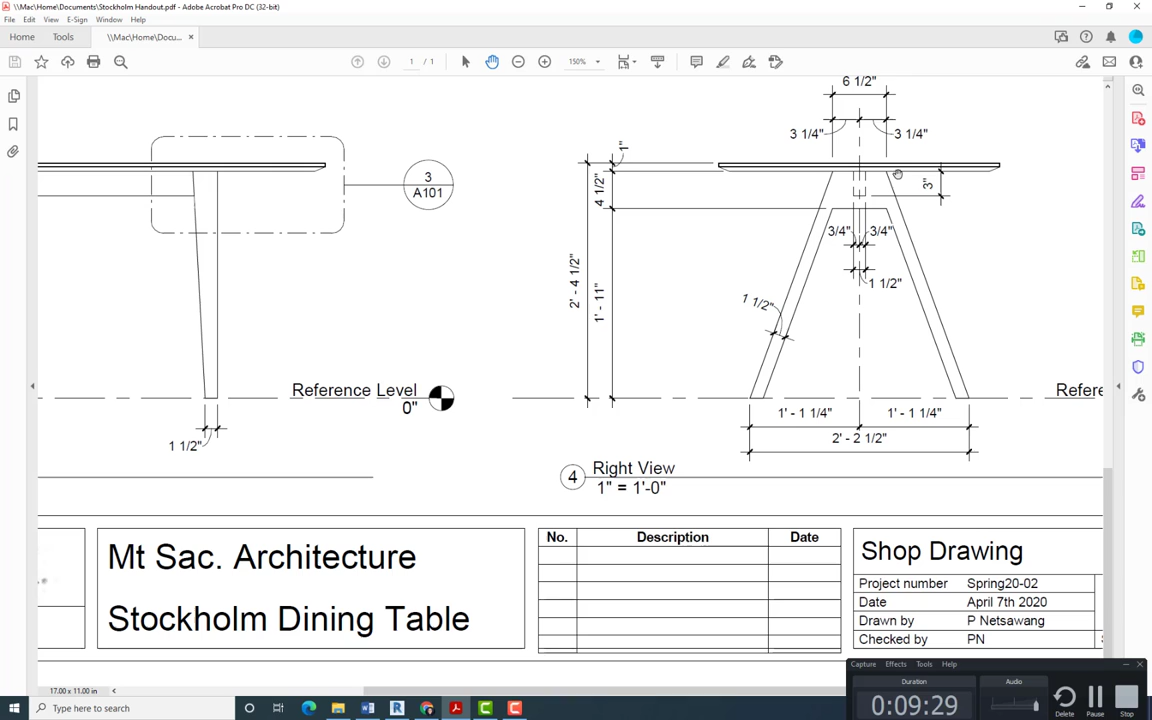 \\Mac\Home\Documents\Stockholm Handout.pdf - Adobe Acrobat Pro DC (32-bit)
File Edit View E-Sign Window Help
Home Tools \\Mac\Home\Docu... ×
1 / 1 150%
6 1/2"
3 1/4" 3 1/4"
1"
3
A101
4 1/2"
3"
3/4" 3/4"
2' - 4 1/2"
1' - 11"
1 1/2"
1 1/2"
Reference Level
0"
Refere
1' - 1 1/4" 1' - 1 1/4"
2' - 2 1/2"
1 1/2"
4 Right View
1" = 1'-0"
Mt Sac. Architecture
Stockholm Dining Table
No. Description Date
Shop Drawing
Project number Spring20-02
Date April 7th 2020
Drawn by P Netsawang
Checked by PN
17.00 x 11.00 in
Capture Effects Tools Help
Duration Audio
0:09:29
Delete Pause Stop
Type here to search